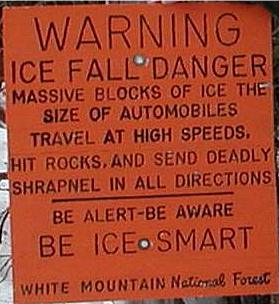 WARNING
ICE FALL DANGER
MASSIVE BLOCKS OF ICE THE
SIZE OF AUTOMOBILES
TRAVEL AT HIGH SPEEDS,
HIT ROCKS, AND SEND DEADLY
SHRAPNEL IN ALL DIRECTIONS
BE ALERT-BE AWARE
BE ICE SMART
WHITE MOUNTAIN National Forest